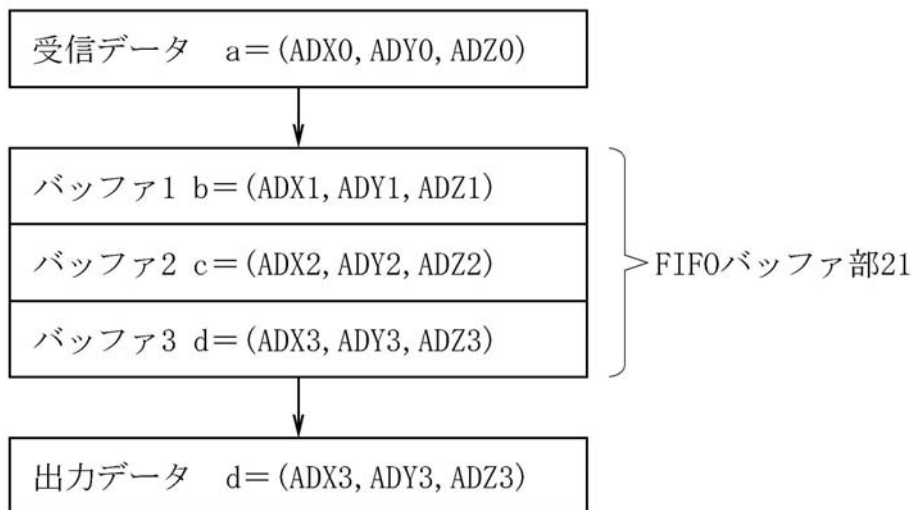 受信データ a=(ADX0,ADY0,ADZ0)
バッファ1 b=(ADX1,ADY1,ADZ1)
バッファ2 c=(ADX2,ADY2,ADZ2)
バッファ3 d=(ADX3,ADY3,ADZ3)
FIFOバッファ部21
出力データ d=(ADX3,ADY3,ADZ3)